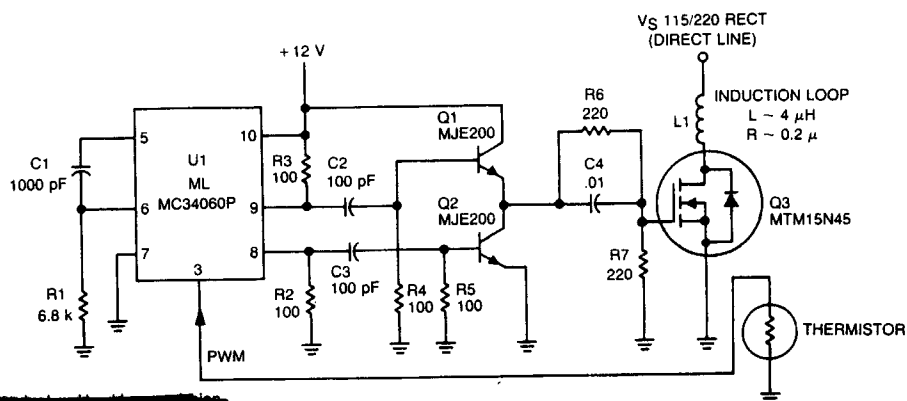 VS 115/220 RECT
(DIRECT LINE)
+ 12 V
INDUCTION LOOP
L ~ 4 µH
R ~ 0.2 µ
L1
R6
220
Q1
MJE200
5
10
C1
1000 pF
U1
ML
MC34060P
R3
100
C2
100 pF
C4
.01
Q3
MTM15N45
6
9
Q2
MJE200
7
8
3
C3
100 pF
R7
220
R1
6.8 k
R2
100
R4
100
R5
100
THERMISTOR
PWM